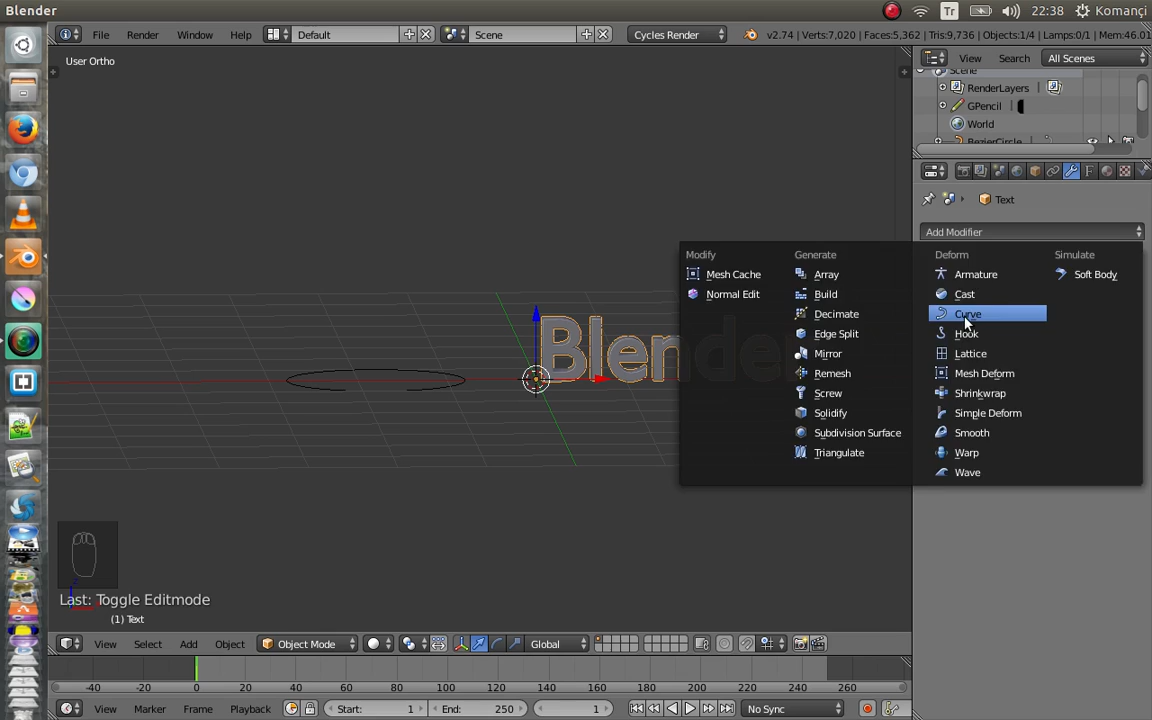 Blender
Tr
22:38
Komançi
File
Render
Window
Help
Default
Scene
Cycles Render
v2.74 | Verts:7,020 | Faces:5,362 | Tris:9,736 | Objects:1/4 | Lamps:0/1 | Mem:46.01
User Ortho
View
Search
All Scenes
Scene
RenderLayers
GPencil
World
BezierCircle
F
Text
Add Modifier
Modify
Mesh Cache
Normal Edit
Generate
Array
Build
Decimate
Edge Split
Mirror
Remesh
Screw
Solidify
Subdivision Surface
Triangulate
Deform
Armature
Cast
Curve
Hook
Lattice
Mesh Deform
Shrinkwrap
Simple Deform
Smooth
Warp
Wave
Simulate
Soft Body
Blender
Last: Toggle Editmode
(1) Text
View
Select
Add
Object
Object Mode
Global
-40 -20 0 20 40 60 80 100 120 140 160 180 200 220 240 260
View
Marker
Frame
Playback
Start: 1
End: 250
1
No Sync